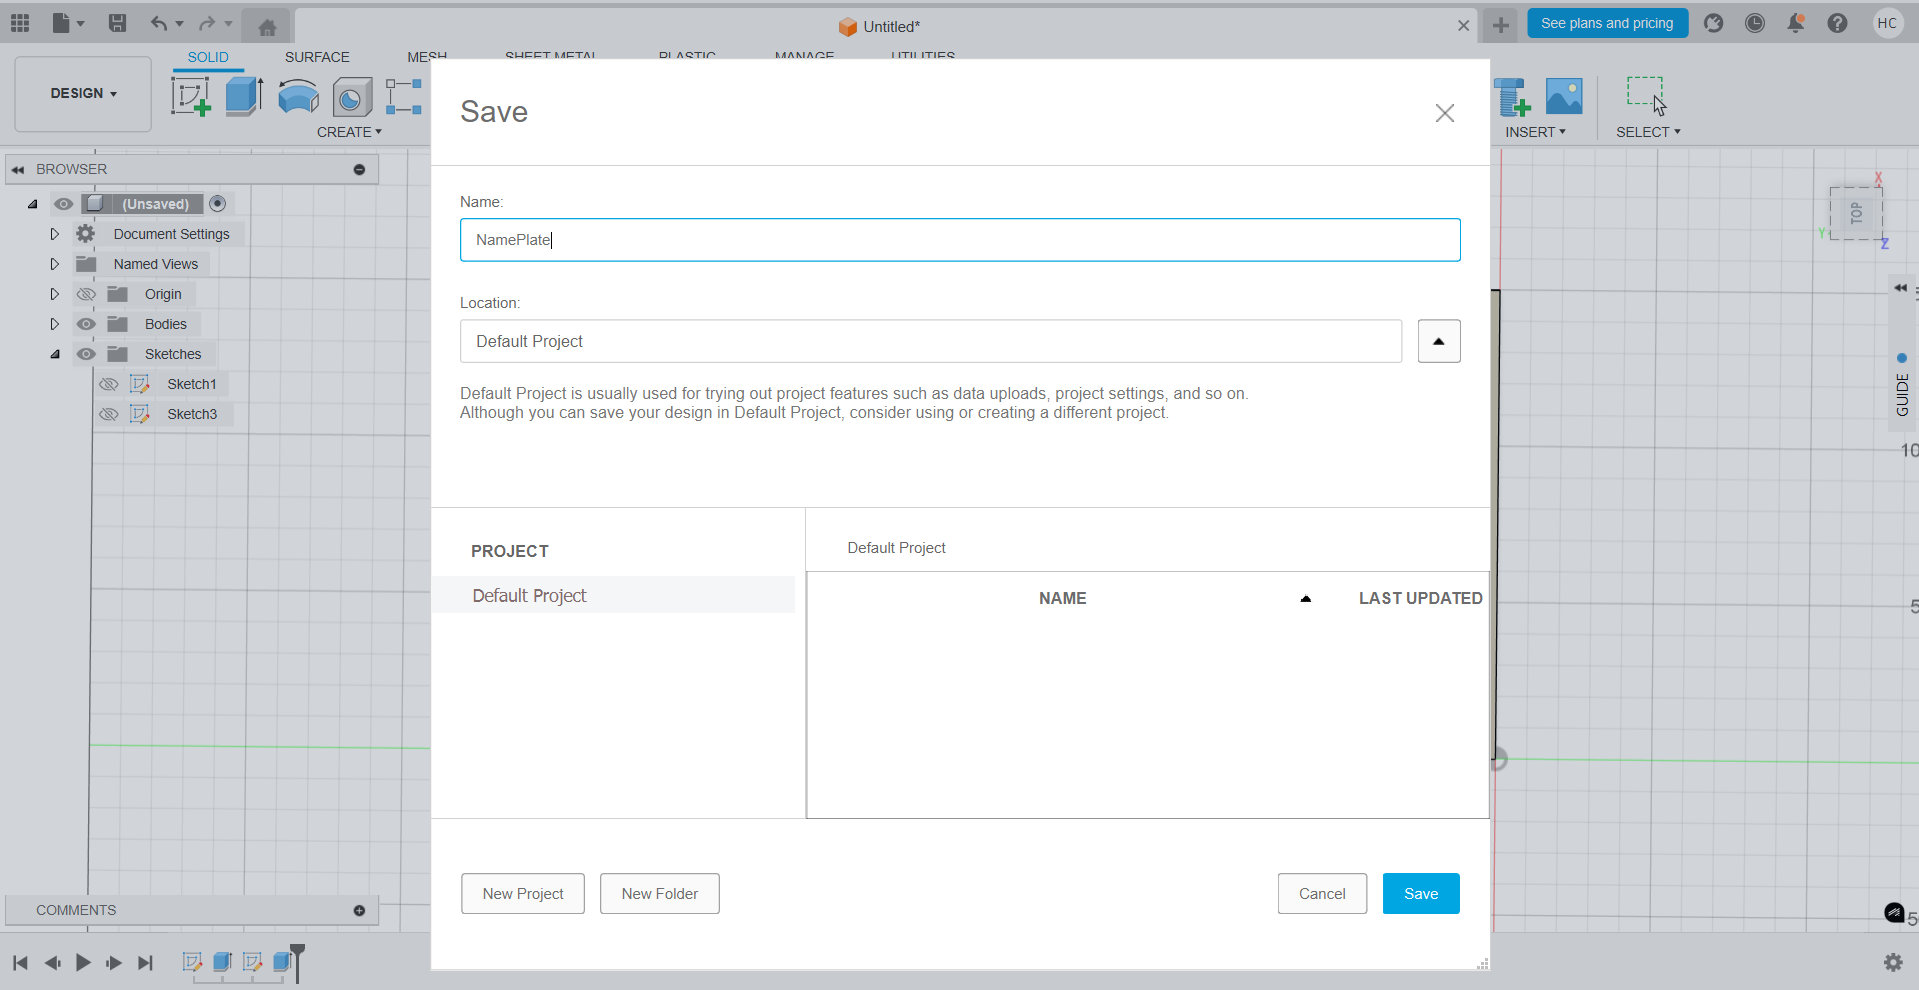 Untitled*
See plans and pricing
HC
SOLID
SURFACE
MESH
SHEET METAL
PLASTIC
MANAGE
UTILITIES
DESIGN
CREATE
INSERT
SELECT
BROWSER
(Unsaved)
Document Settings
Named Views
Origin
Bodies
Sketches
Sketch1
Sketch3
Save
Name:
NamePlate
Location:
Default Project
Default Project is usually used for trying out project features such as data uploads, project settings, and so on.
Although you can save your design in Default Project, consider using or creating a different project.
PROJECT
Default Project
Default Project
NAME
LAST UPDATED
New Project
New Folder
Cancel
Save
X
TOP
Y
Z
GUIDE
10
5
50
COMMENTS